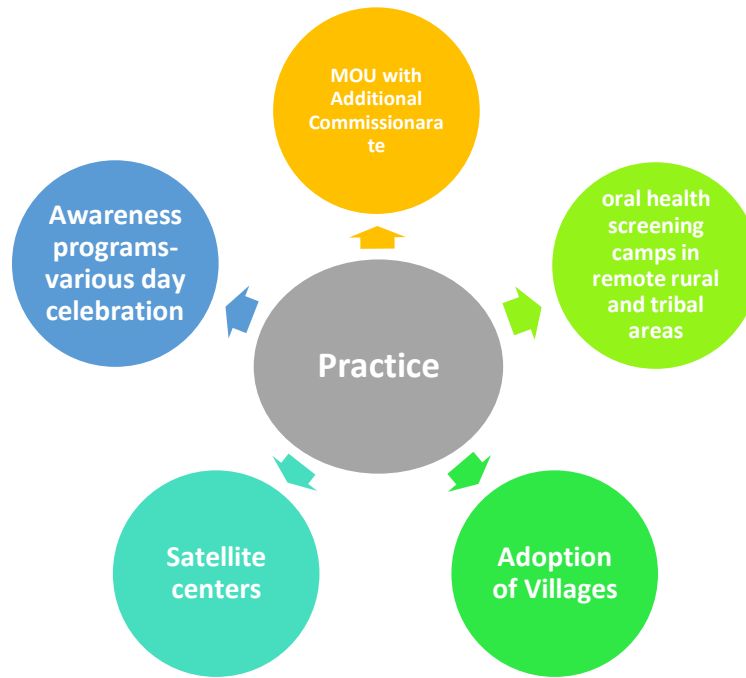 MOU with
Additional
Commissionara
te
Awareness
programs-
various day
celebration
oral health
screening
camps in
remote rural
and tribal
areas
Practice
Satellite
centers
Adoption
of Villages